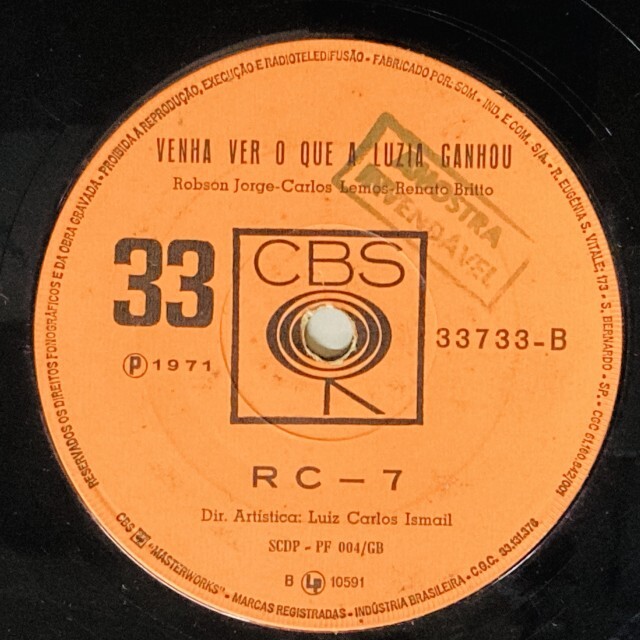 RESERVADOS OS DIREITOS FONOGRÁFICOS E DA OBRA GRAVADA - PROIBIDA A REPRODUÇÃO, EXECUÇÃO E RADIOTELEDIFUSÃO - FABRICADO POR: SOM - IND. E COM. S/A. - R. EUGÊNIA S. VITALE; 173 - S. BERNARDO - SP. - CGC 61.160.642/001
VENHA VER O QUE A LUZIA GANHOU
Robson Jorge-Carlos Lemos-Renato Britto
AMOSTRA
INVENDÁVEL
33
CBS
33733-B
Ⓟ 1971
RC-7
Dir. Artística: Luiz Carlos Ismail
SCDP - PF 004/GB
B Lp 10591
CBS "MASTERWORKS" - MARCAS REGISTRADAS - INDÚSTRIA BRASILEIRA - C.G.C. 33.131.376